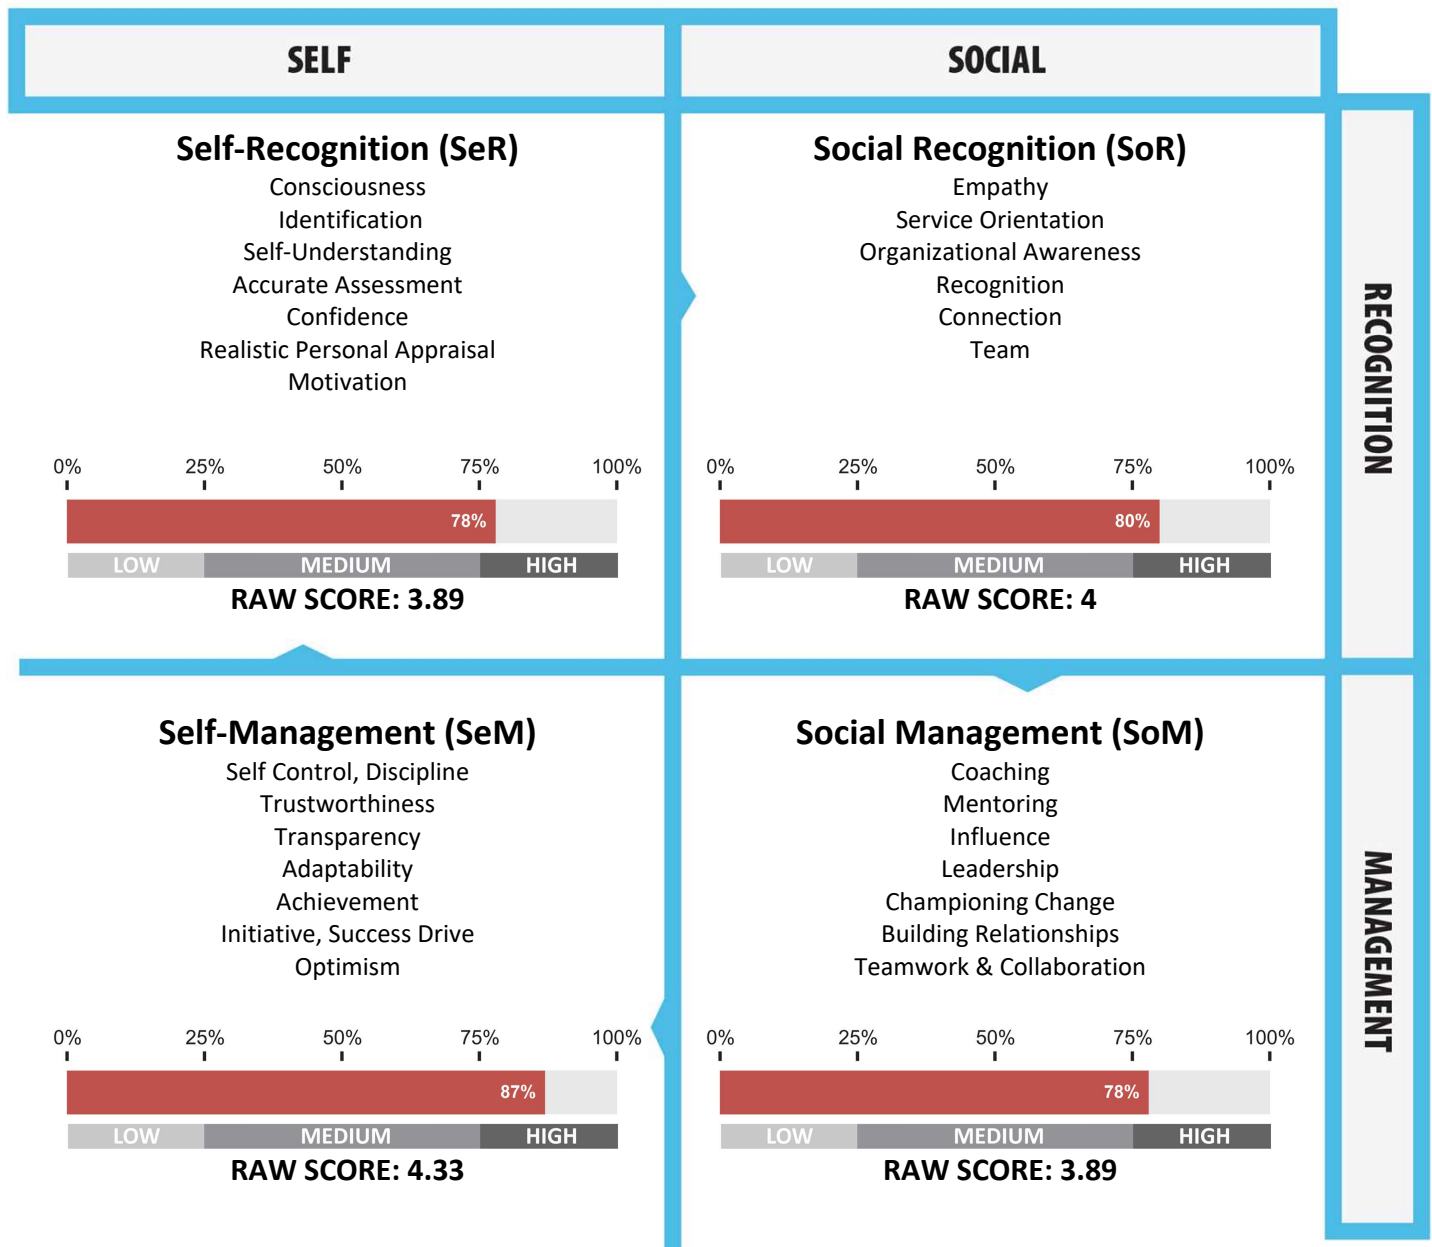 SELF
SOCIAL
RECOGNITION
MANAGEMENT
Self-Recognition (SeR)
Consciousness
Identification
Self-Understanding
Accurate Assessment
Confidence
Realistic Personal Appraisal
Motivation
0% 25% 50% 75% 100%
78%
LOW MEDIUM HIGH
RAW SCORE: 3.89
Social Recognition (SoR)
Empathy
Service Orientation
Organizational Awareness
Recognition
Connection
Team
0% 25% 50% 75% 100%
80%
LOW MEDIUM HIGH
RAW SCORE: 4
Self-Management (SeM)
Self Control, Discipline
Trustworthiness
Transparency
Adaptability
Achievement
Initiative, Success Drive
Optimism
0% 25% 50% 75% 100%
87%
LOW MEDIUM HIGH
RAW SCORE: 4.33
Social Management (SoM)
Coaching
Mentoring
Influence
Leadership
Championing Change
Building Relationships
Teamwork & Collaboration
0% 25% 50% 75% 100%
78%
LOW MEDIUM HIGH
RAW SCORE: 3.89